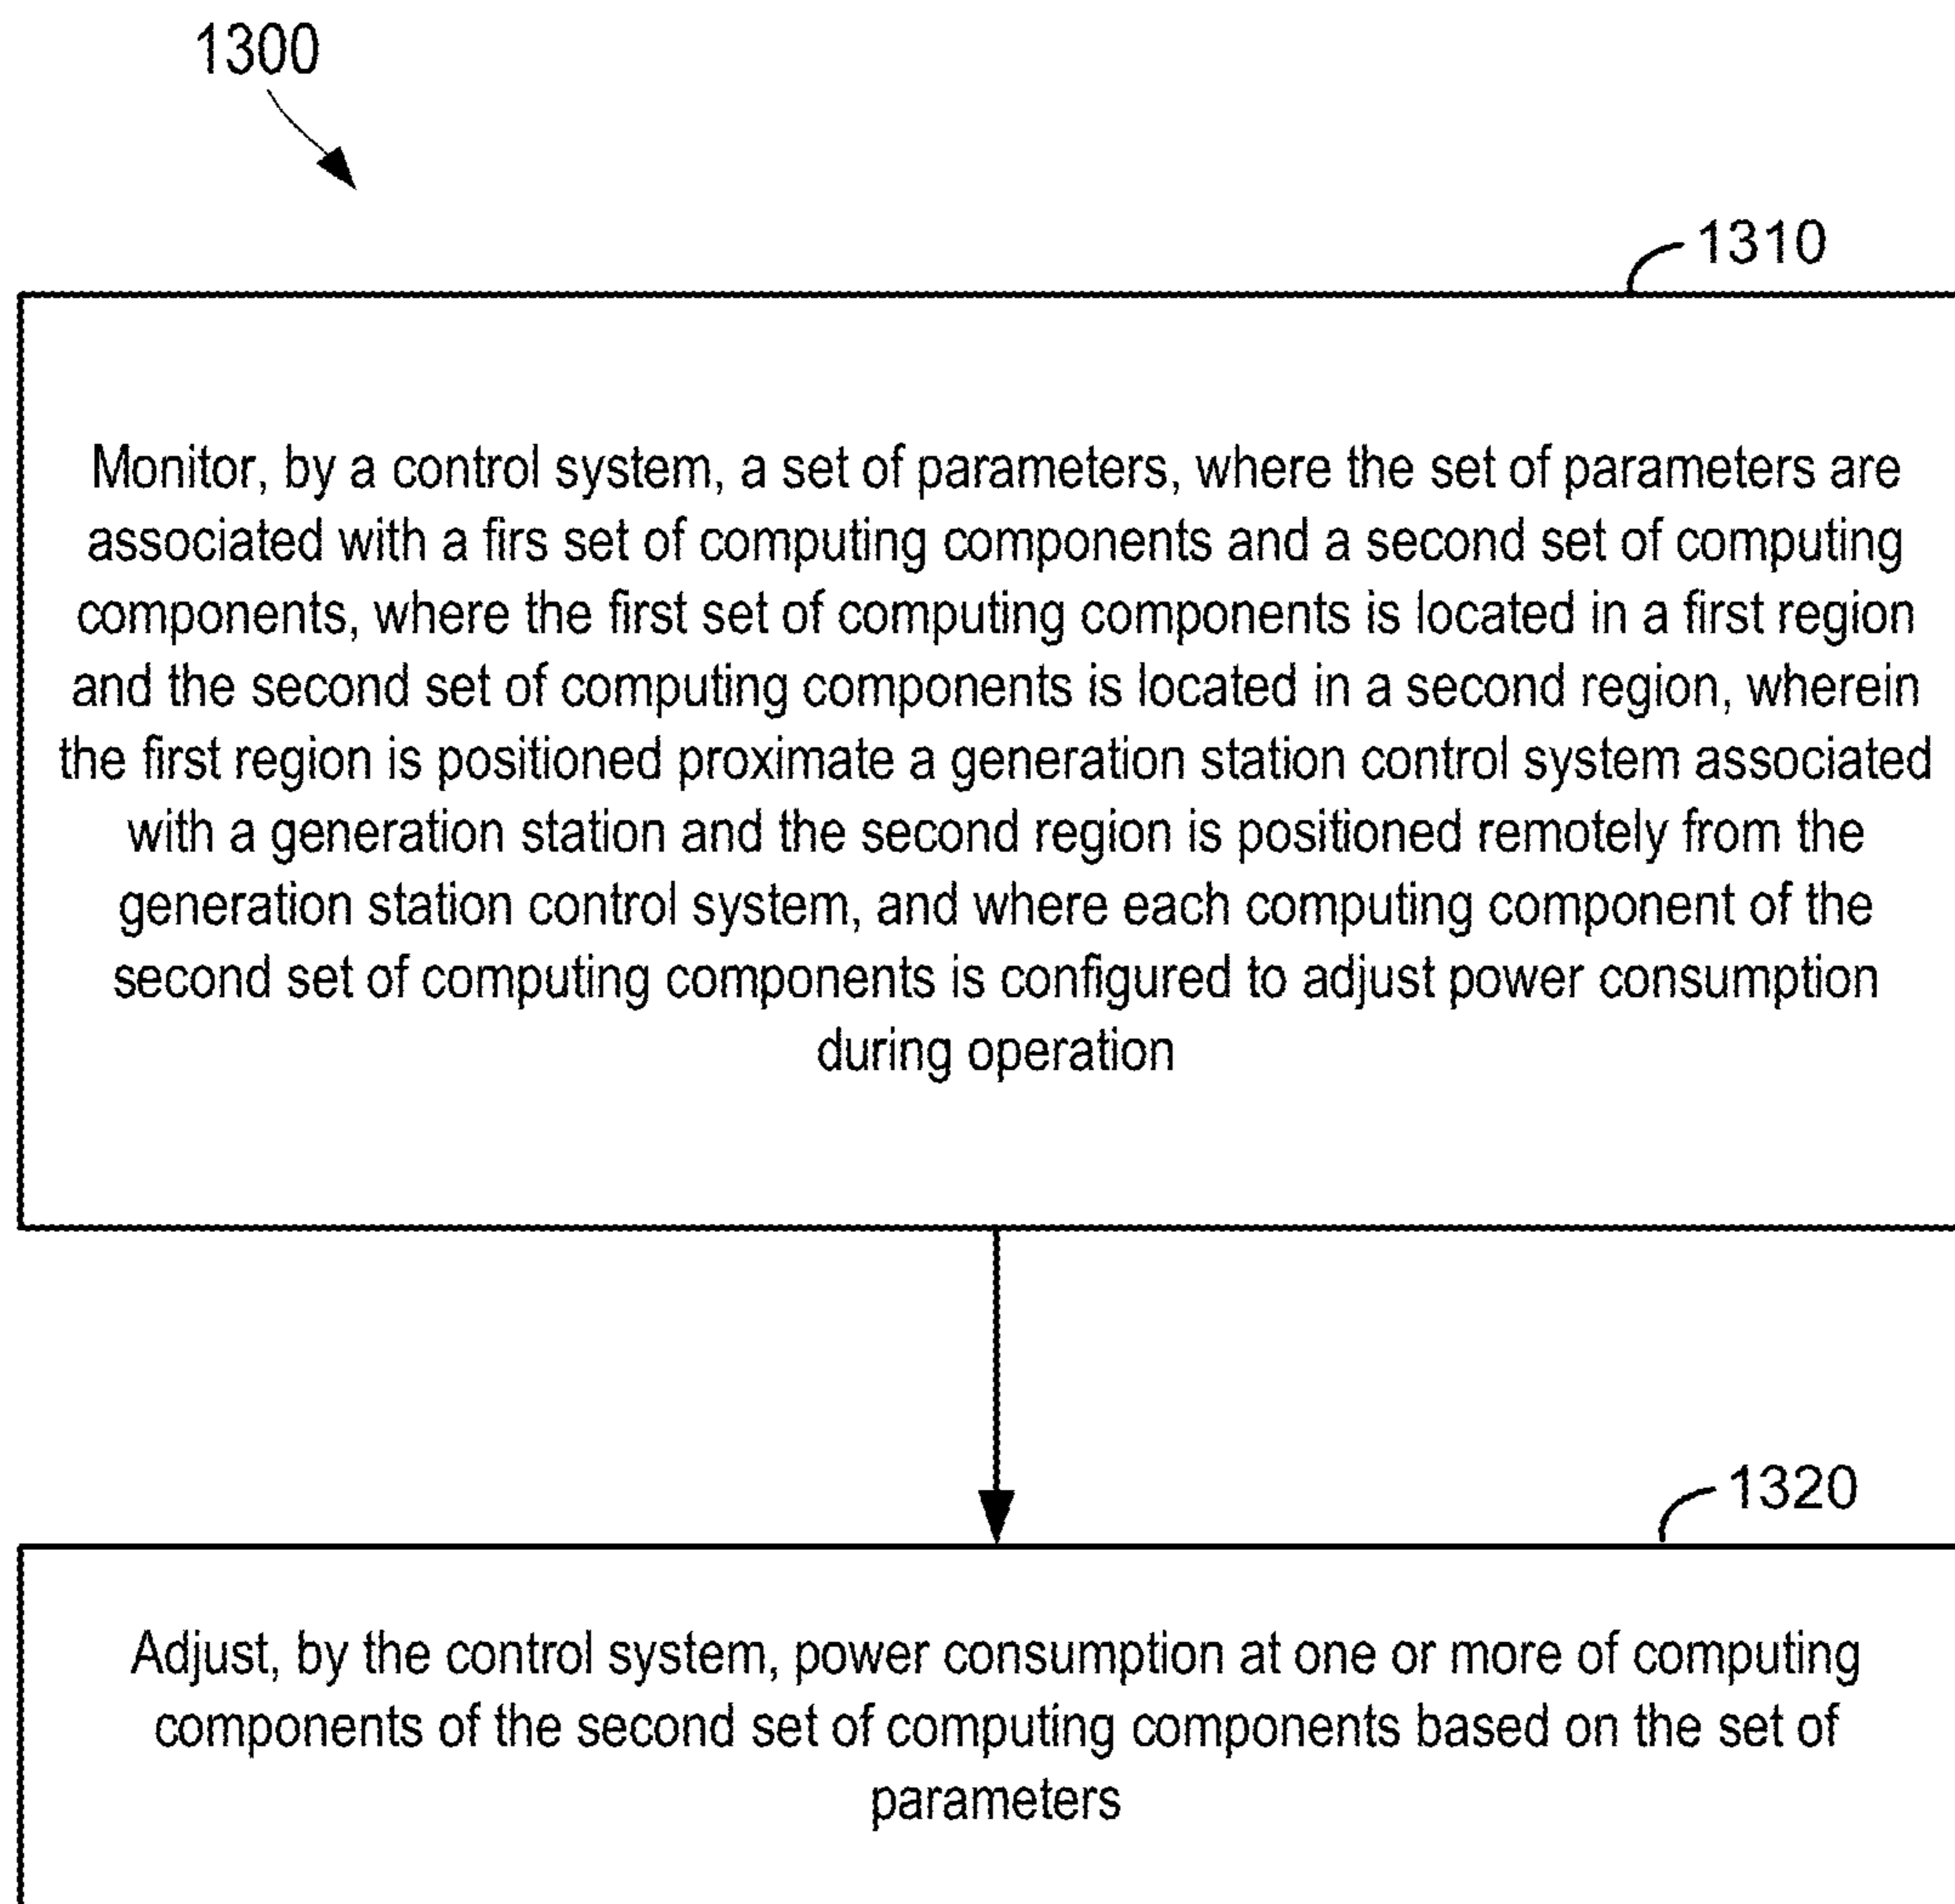 1300
1310
Monitor, by a control system, a set of parameters, where the set of parameters are
associated with a firs set of computing components and a second set of computing
components, where the first set of computing components is located in a first region
and the second set of computing components is located in a second region, wherein
the first region is positioned proximate a generation station control system associated
with a generation station and the second region is positioned remotely from the
generation station control system, and where each computing component of the
second set of computing components is configured to adjust power consumption
during operation
1320
Adjust, by the control system, power consumption at one or more of computing
components of the second set of computing components based on the set of
parameters